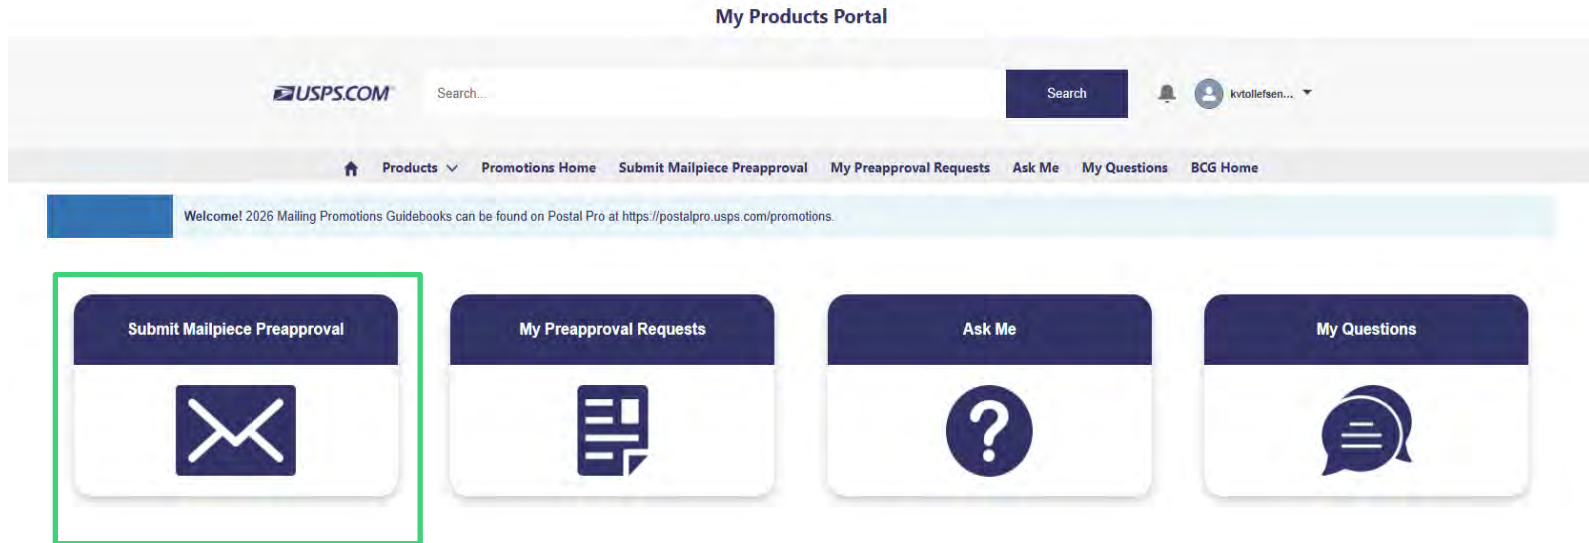 My Products Portal
USPS.COM
Search...
Search
kvtollefsen...
Products
Promotions Home
Submit Mailpiece Preapproval
My Preapproval Requests
Ask Me
My Questions
BCG Home
Welcome! 2026 Mailing Promotions Guidebooks can be found on Postal Pro at https://postalpro.usps.com/promotions.
Submit Mailpiece Preapproval
My Preapproval Requests
Ask Me
My Questions